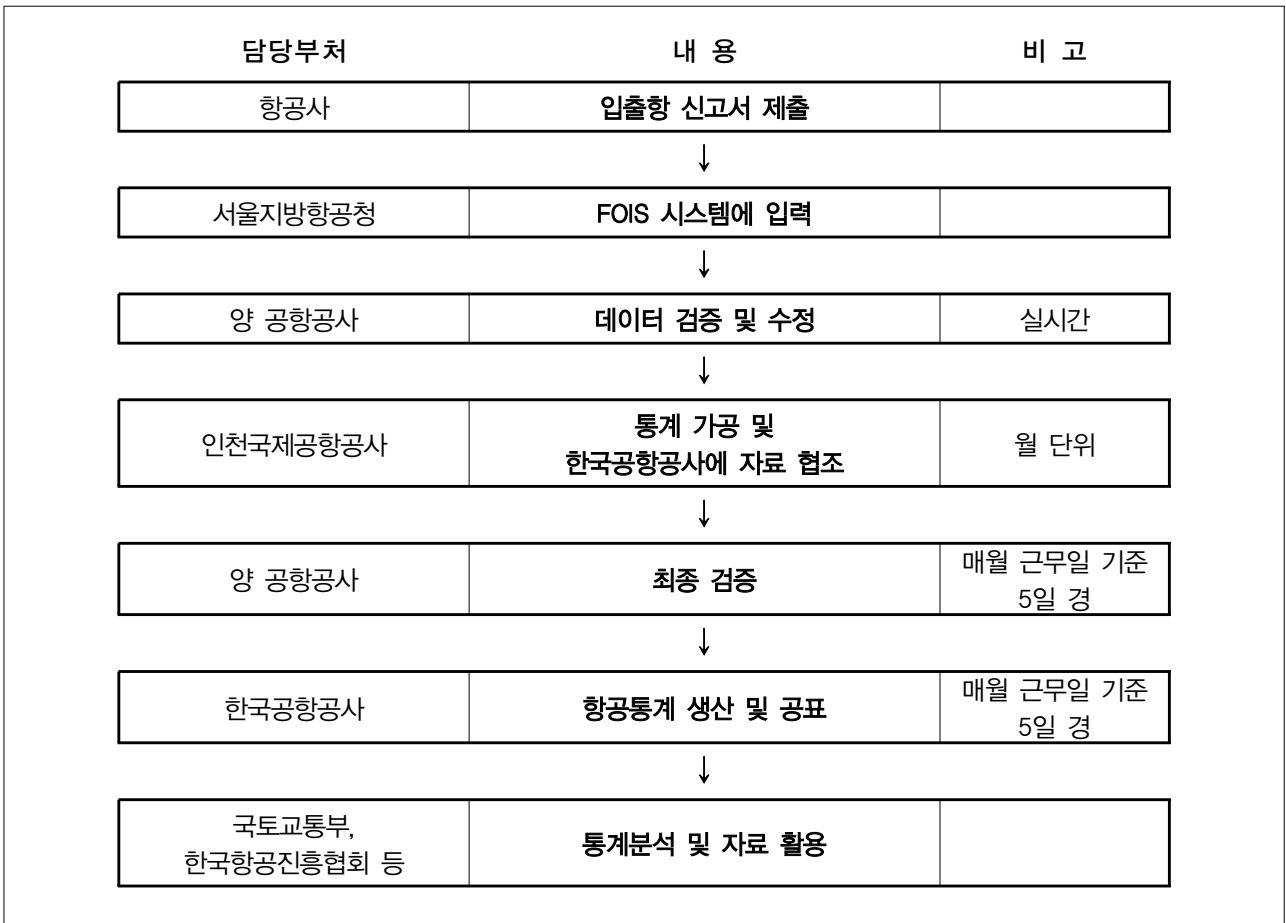 담당부처 내 용 비 고
항공사 입출항 신고서 제출
↓
서울지방항공청 FOIS 시스템에 입력
↓
양 공항공사 데이터 검증 및 수정 실시간
↓
인천국제공항공사 통계 가공 및
한국공항공사에 자료 협조 월 단위
↓
양 공항공사 최종 검증 매월 근무일 기준
5일 경
↓
한국공항공사 항공통계 생산 및 공표 매월 근무일 기준
5일 경
↓
국토교통부,
한국항공진흥협회 등 통계분석 및 자료 활용